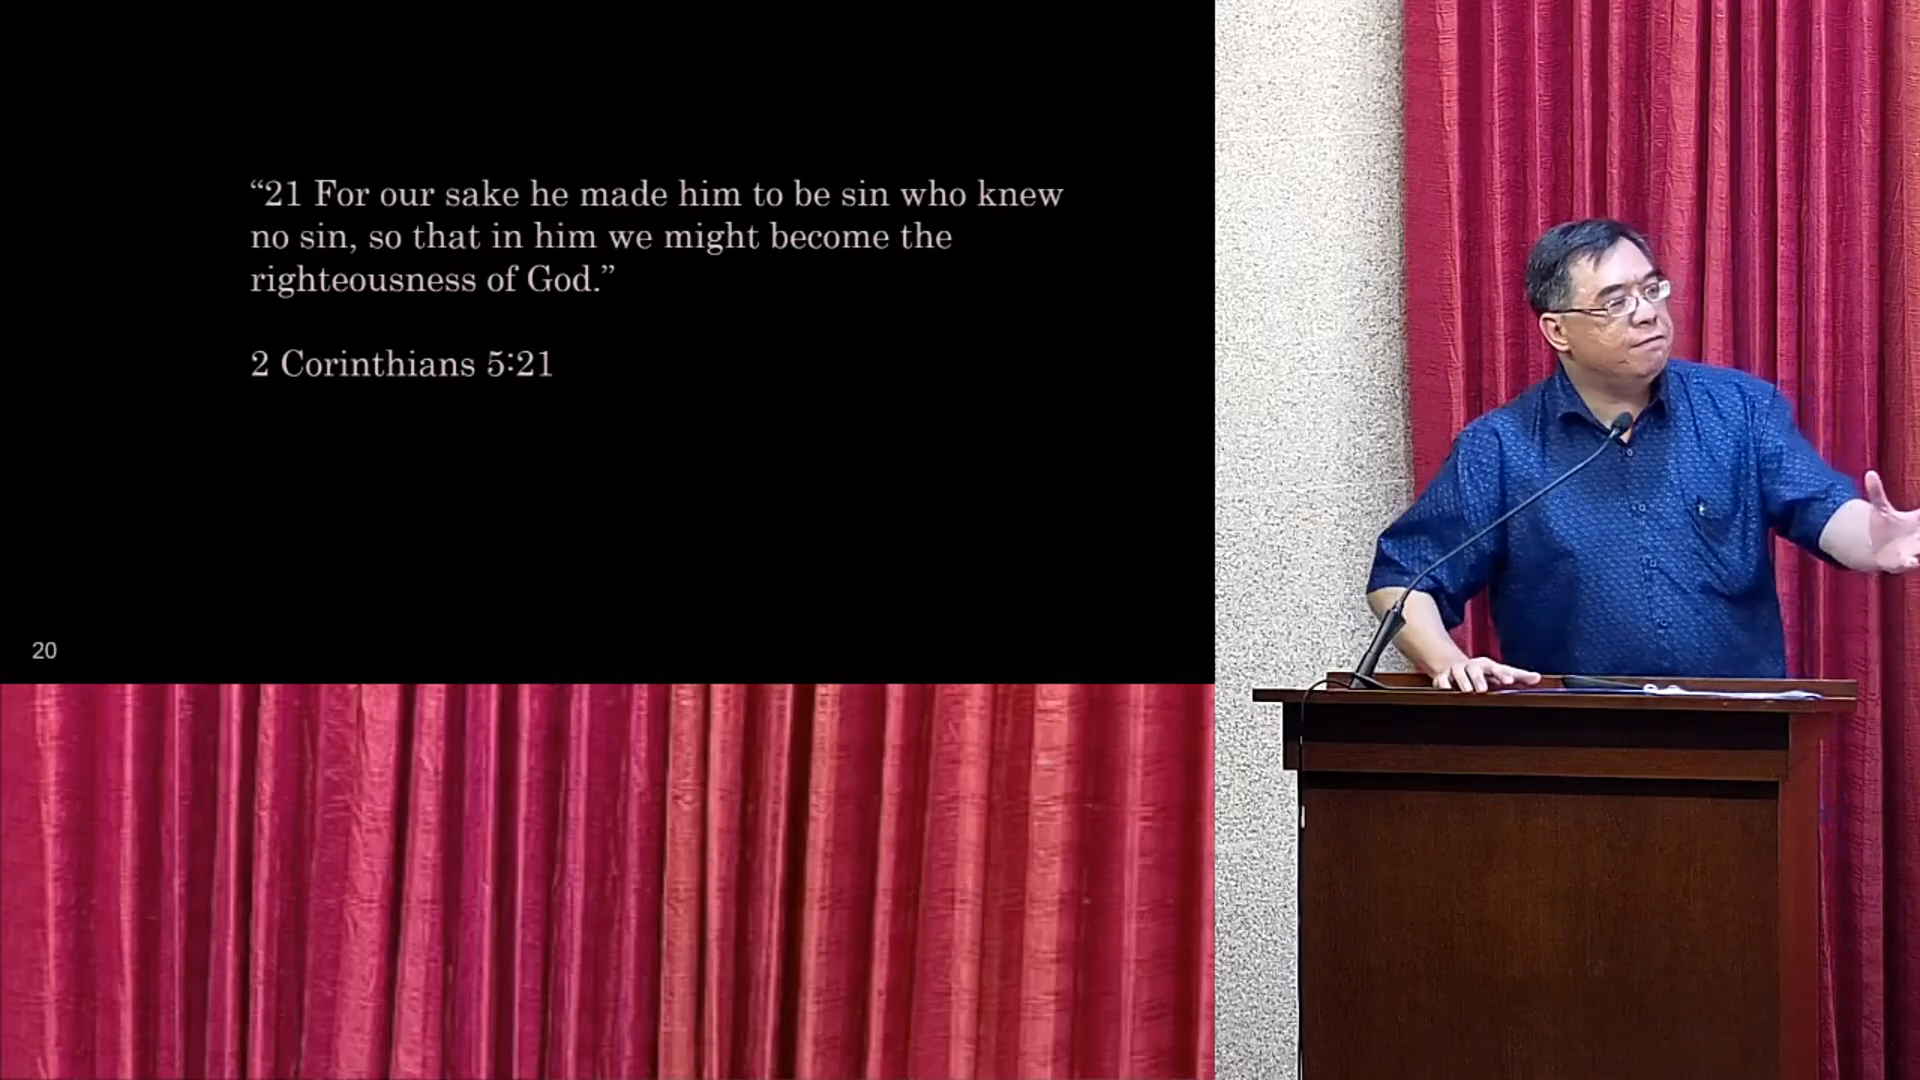 “21 For our sake he made him to be sin who knew
no sin, so that in him we might become the
righteousness of God.”
2 Corinthians 5:21
20